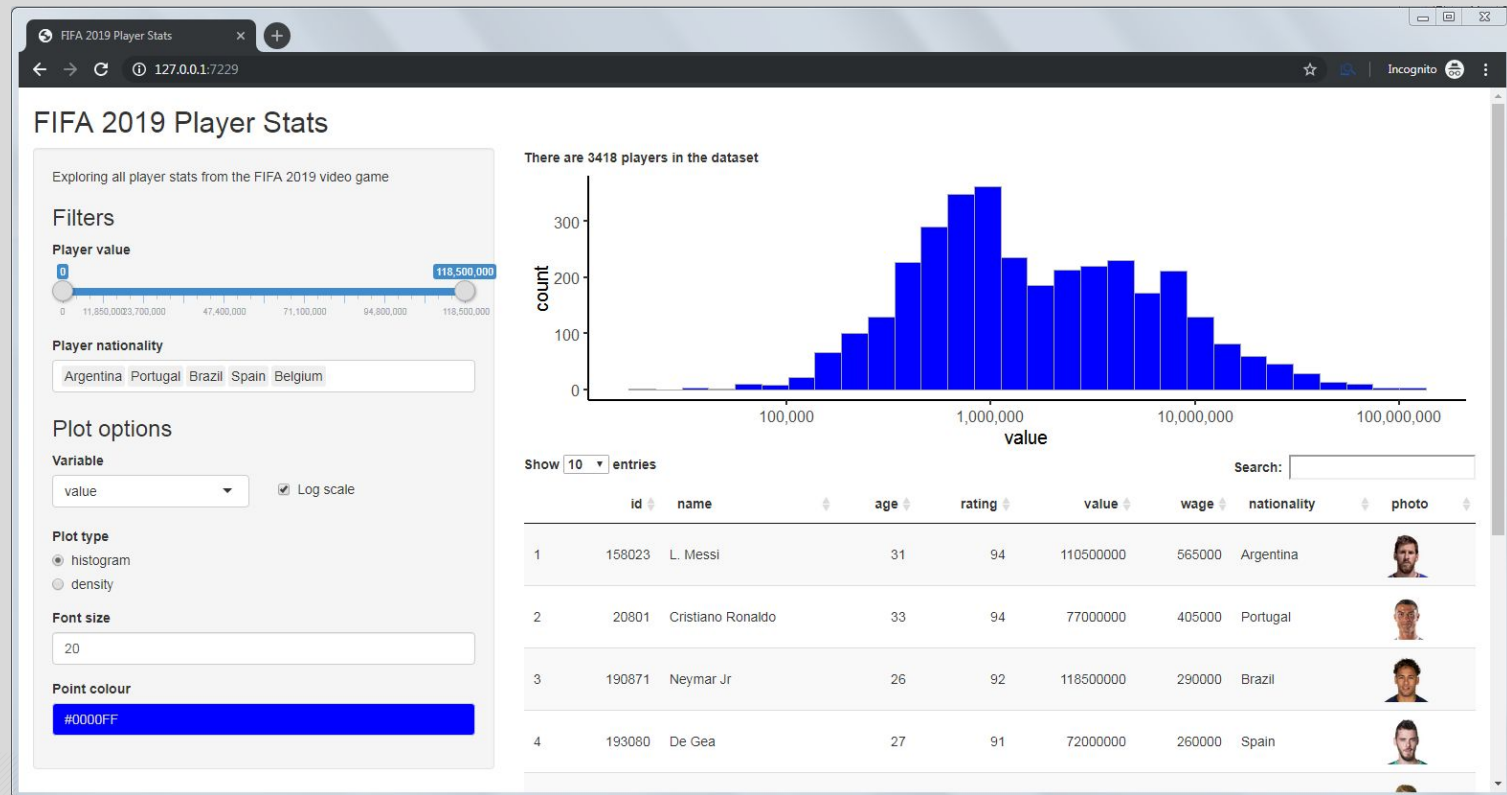 FIFA 2019 Player Stats
127.0.0.1:7229
Incognito
FIFA 2019 Player Stats
Exploring all player stats from the FIFA 2019 video game
Filters
Player value
0 118,500,000
0 11,850,000 23,700,000 47,400,000 71,100,000 94,800,000 118,500,000
Player nationality
Argentina Portugal Brazil Spain Belgium
Plot options
Variable
value Log scale
Plot type
histogram
density
Font size
20
Point colour
#0000FF
There are 3418 players in the dataset
300
200
100
0
count
100,000 1,000,000 10,000,000 100,000,000
value
Show 10 entries Search:
id name age rating value wage nationality photo
1 158023 L. Messi 31 94 110500000 565000 Argentina
2 20801 Cristiano Ronaldo 33 94 77000000 405000 Portugal
3 190871 Neymar Jr 26 92 118500000 290000 Brazil
4 193080 De Gea 27 91 72000000 260000 Spain